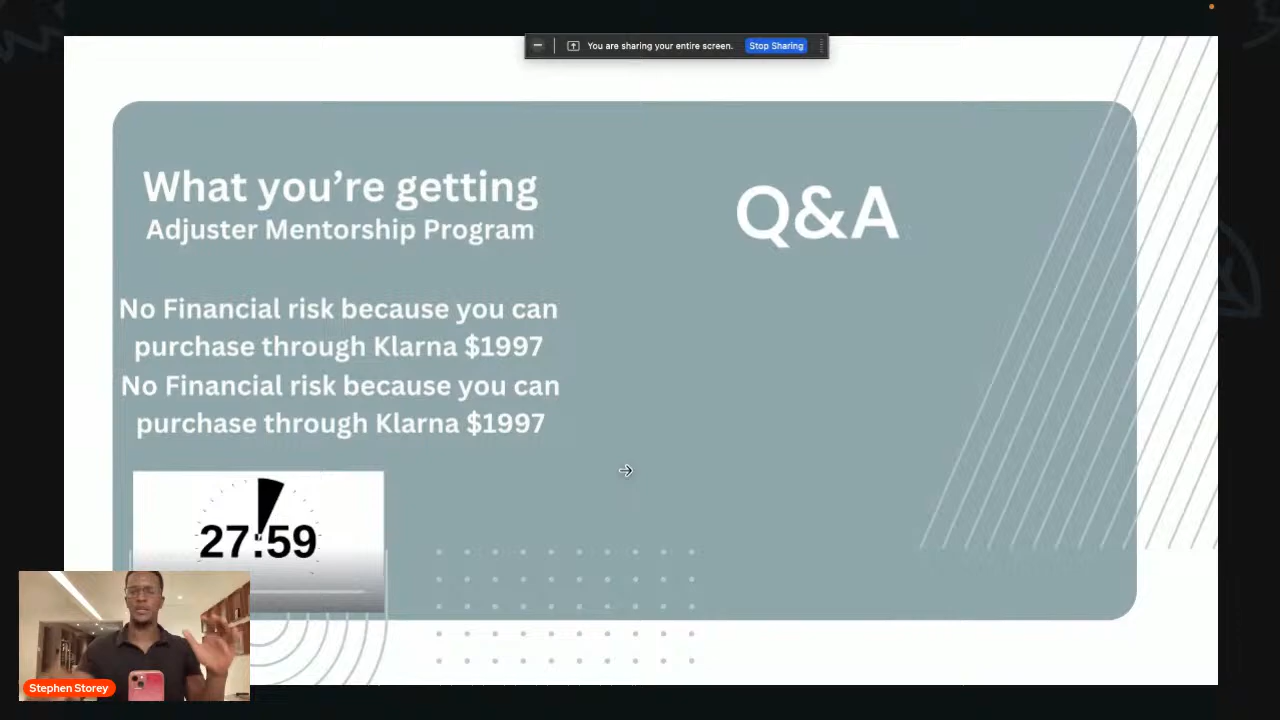 You are sharing your entire screen. Stop Sharing
What you're getting
Adjuster Mentorship Program
Q&A
No Financial risk because you can
purchase through Klarna $1997
No Financial risk because you can
purchase through Klarna $1997
27:59
Stephen Storey